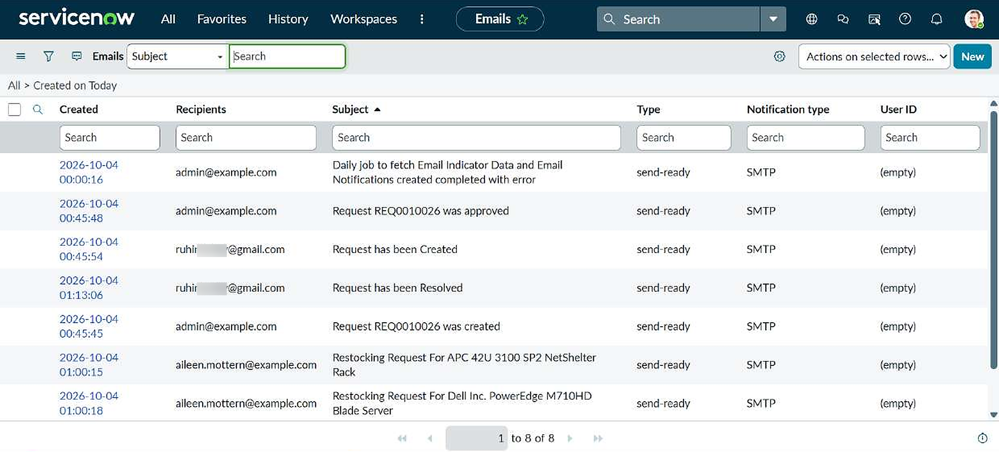 servicenow All Favorites History Workspaces Emails Search
Emails Subject Search Actions on selected rows... New
All > Created on Today
Created Recipients Subject Type Notification type User ID
Search Search Search Search Search Search
2026-10-04 00:00:16 admin@example.com Daily job to fetch Email Indicator Data and Email Notifications created completed with error send-ready SMTP (empty)
2026-10-04 00:45:48 admin@example.com Request REQ0010026 was approved send-ready SMTP (empty)
2026-10-04 00:45:54 ruhir @gmail.com Request has been Created send-ready SMTP (empty)
2026-10-04 01:13:06 ruhir @gmail.com Request has been Resolved send-ready SMTP (empty)
2026-10-04 00:45:45 admin@example.com Request REQ0010026 was created send-ready SMTP (empty)
2026-10-04 01:00:15 aileen.mottern@example.com Restocking Request For APC 42U 3100 SP2 NetShelter Rack send-ready SMTP (empty)
2026-10-04 01:00:18 aileen.mottern@example.com Restocking Request For Dell Inc. PowerEdge M710HD Blade Server send-ready SMTP (empty)
1 to 8 of 8